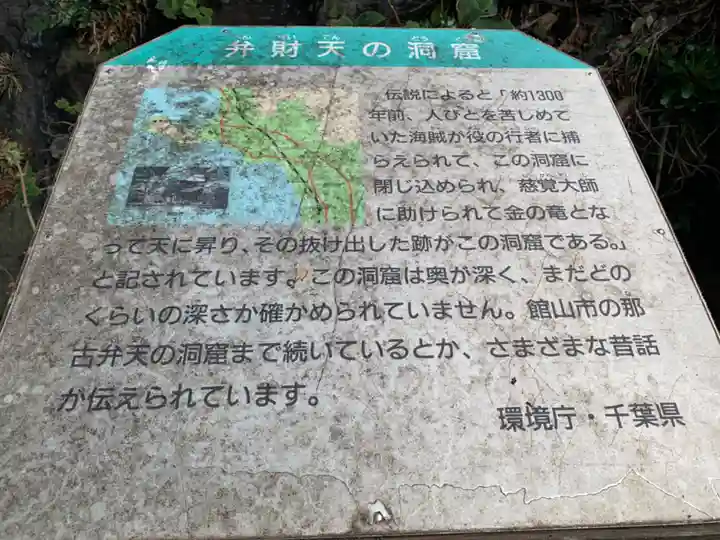 弁財天の洞窟
伝説によると「約1300
年前、人びとを苦しめて
いた海賊が役の行者に捕
らえられて、この洞窟に
閉じ込められ、慈覚大師
に助けられて金の竜とな
って天に昇り、その抜け出した跡がこの洞窟である。」
と記されています。この洞窟は奥が深く、まだどの
くらいの深さか確かめられていません。館山市の那
古弁天の洞窟まで続いているとか、さまざまな昔話
が伝えられています。
環境庁・千葉県